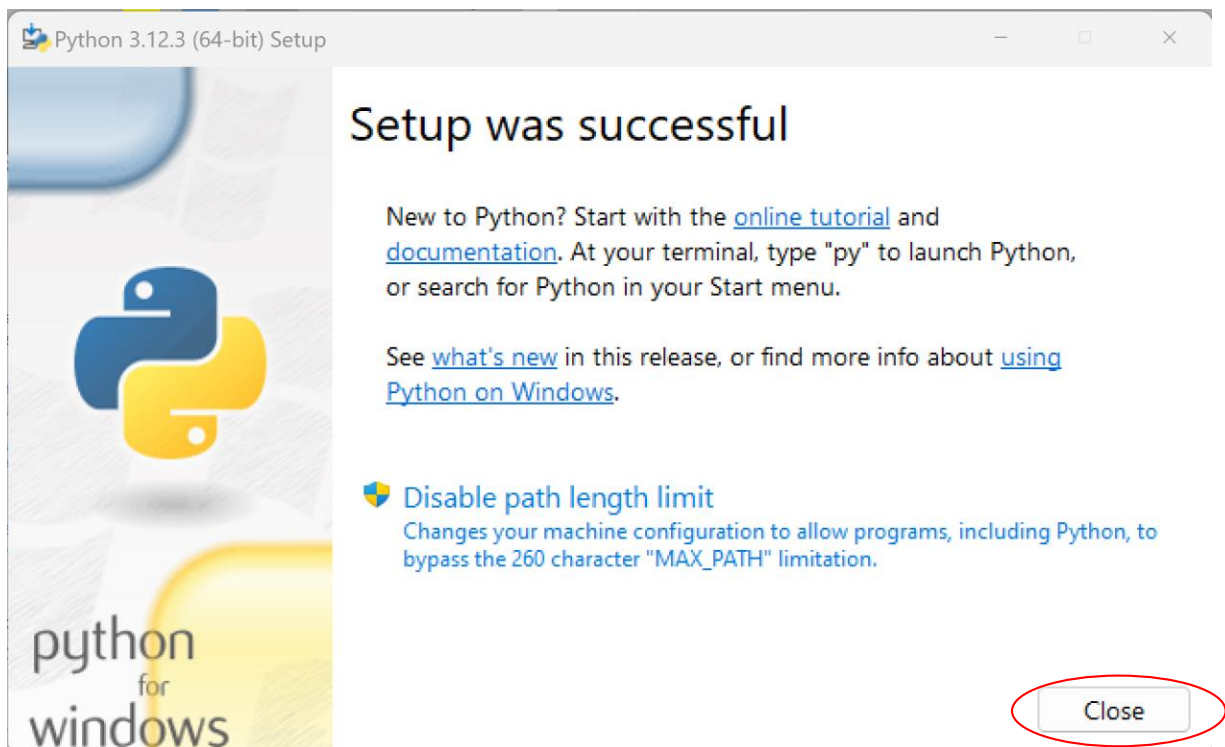 Python 3.12.3 (64-bit) Setup
Setup was successful
New to Python? Start with the online tutorial and
documentation. At your terminal, type "py" to launch Python,
or search for Python in your Start menu.
See what's new in this release, or find more info about using
Python on Windows.
Disable path length limit
Changes your machine configuration to allow programs, including Python, to
bypass the 260 character "MAX_PATH" limitation.
python
for
windows
Close